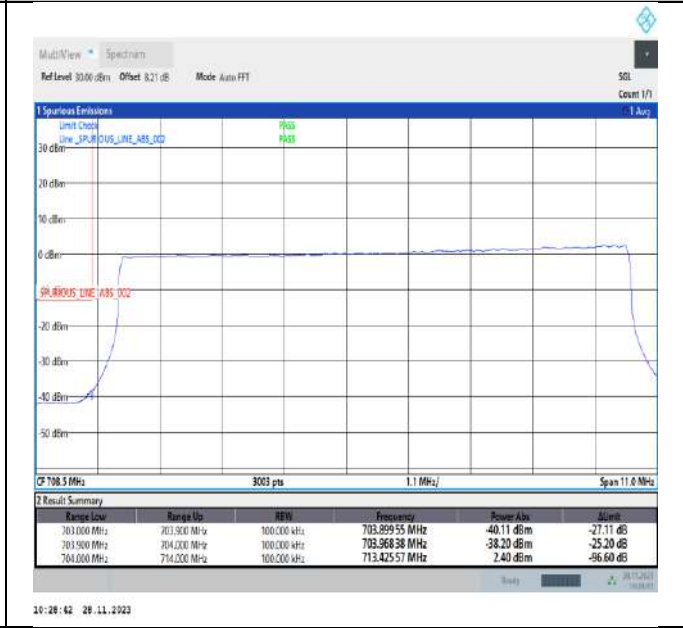 MultiView Spectrum
Ref Level 30.00 dBm Offset 8.21 dB Mode Auto FFT SGL
Count 1/1
1 Spurious Emissions 1 Avg
Limit Check PASS
Line _SPURIOUS_LINE_ABS_002 PASS
30 dBm
20 dBm
10 dBm
0 dBm
SPURIOUS_LINE_ABS_002
-20 dBm
-30 dBm
-40 dBm
-50 dBm
CF 708.5 MHz 3003 pts 1.1 MHz/ Span 11.0 MHz
2 Result Summary
Range Low Range Up RBW Frequency Power Abs ΔLimit
703.000 MHz 703.900 MHz 100.000 kHz 703.89955 MHz -40.11 dBm -27.11 dB
703.900 MHz 704.000 MHz 100.000 kHz 703.96838 MHz -38.20 dBm -25.20 dB
704.000 MHz 714.000 MHz 100.000 kHz 713.42557 MHz 2.40 dBm -96.60 dB
Ready 28.11.2023
10:28:42 28.11.2023